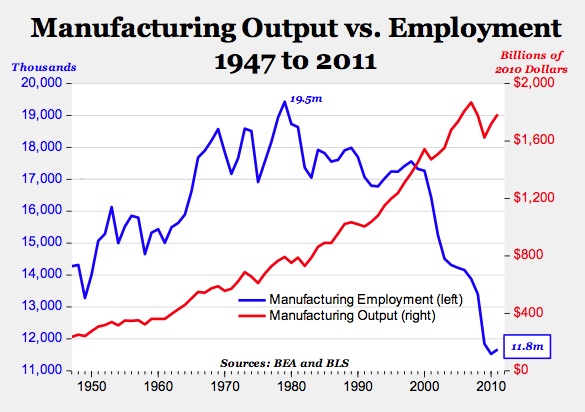 Manufacturing Output vs. Employment
1947 to 2011
Thousands
Billions of
2010 Dollars
20,000
19,000
18,000
17,000
16,000
15,000
14,000
13,000
12,000
11,000
$2,000
$1,600
$1,200
$800
$400
$0
19.5m
Manufacturing Employment (left)
Manufacturing Output (right)
11.8m
Sources: BEA and BLS
1950 1960 1970 1980 1990 2000 2010